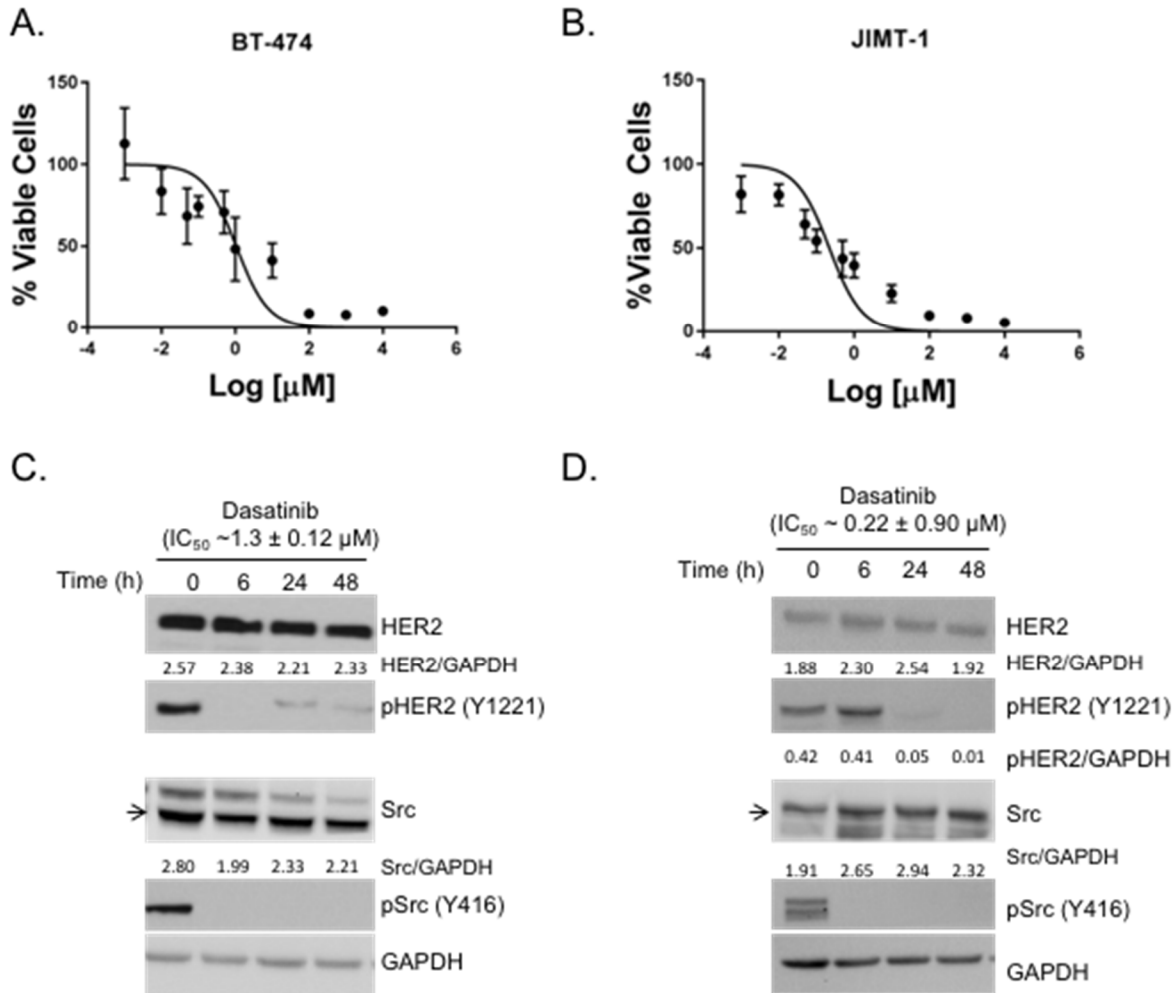 A.
BT-474
% Viable Cells
150
100
50
0
-4 -2 0 2 4 6
Log [µM]
B.
JIMT-1
%Viable Cells
150
100
50
0
-4 -2 0 2 4 6
Log [µM]
C.
Dasatinib
(IC50 ~1.3 ± 0.12 µM)
Time (h) 0 6 24 48
HER2
2.57 2.38 2.21 2.33 HER2/GAPDH
pHER2 (Y1221)
Src
2.80 1.99 2.33 2.21 Src/GAPDH
pSrc (Y416)
GAPDH
D.
Dasatinib
(IC50 ~ 0.22 ± 0.90 µM)
Time (h) 0 6 24 48
HER2
1.88 2.30 2.54 1.92 HER2/GAPDH
pHER2 (Y1221)
0.42 0.41 0.05 0.01 pHER2/GAPDH
Src
1.91 2.65 2.94 2.32 Src/GAPDH
pSrc (Y416)
GAPDH